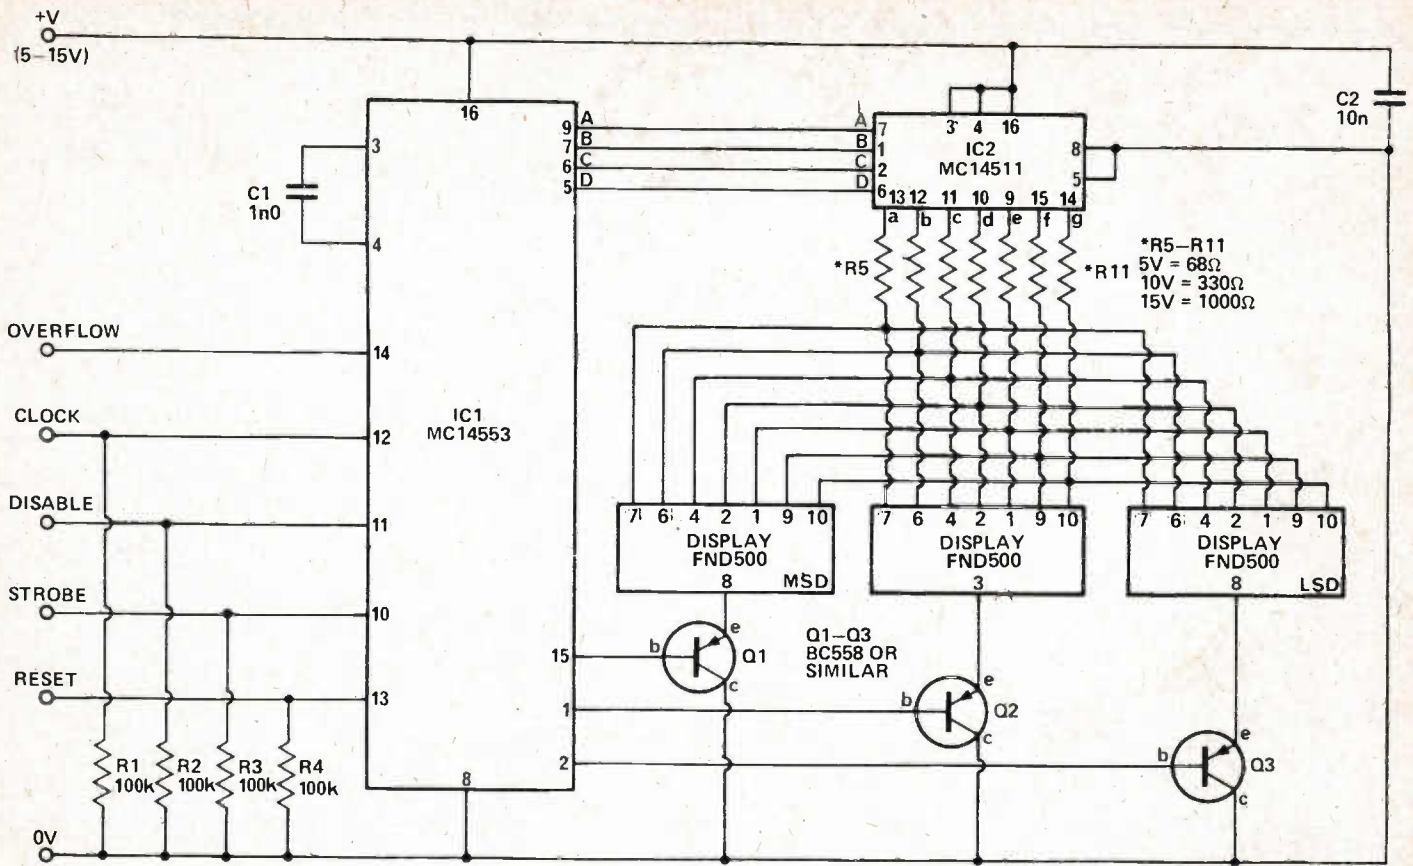 +V
(5–15V)
16
3
4
C1
1n0
9 A
7 B
6 C
5 D
A 7
B 1
C 2
D 6
3 4 16
IC2
MC14511
8
5
13 12 11 10 9 15 14
a b c d e f g
C2
10n
*R5
*R11
*R5–R11
5V = 68Ω
10V = 330Ω
15V = 1000Ω
OVERFLOW
14
CLOCK
12
IC1
MC14553
DISABLE
11
STROBE
10
RESET
13
7 6 4 2 1 9 10
DISPLAY
FND500
8 MSD
7 6 4 2 1 9 10
DISPLAY
FND500
3
7 6 4 2 1 9 10
DISPLAY
FND500
8 LSD
15
b e Q1
c
Q1–Q3
BC558 OR
SIMILAR
1
b e Q2
c
2
b e Q3
c
R1
100k
R2
100k
R3
100k
R4
100k
8
0V